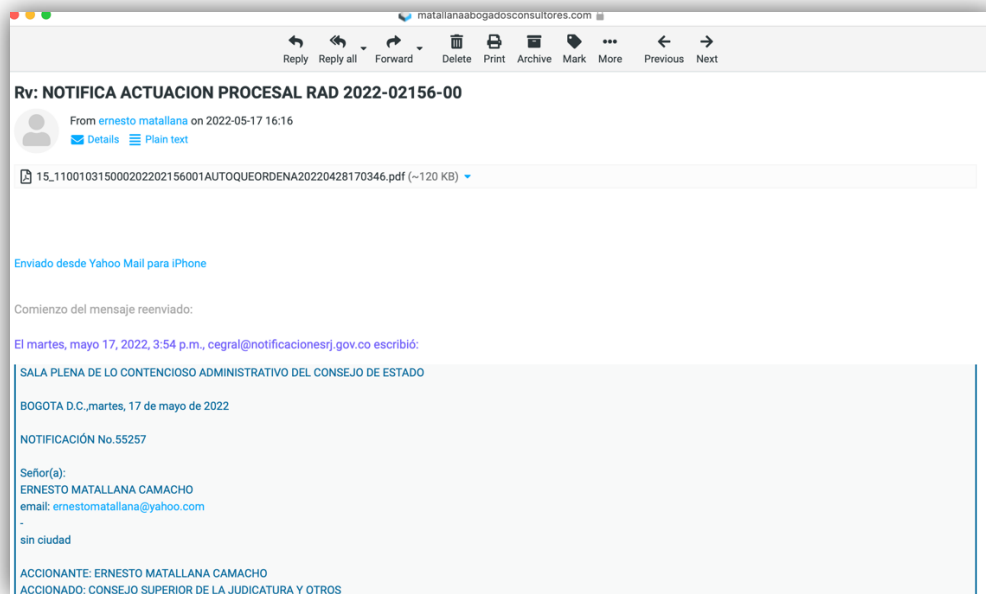 matallanaabogadosconsultores.com
Reply Reply all Forward Delete Print Archive Mark More Previous Next
Rv: NOTIFICA ACTUACION PROCESAL RAD 2022-02156-00
From ernesto matallana on 2022-05-17 16:16
Details Plain text
15_110010315000202202156001AUTOQUEORDENA20220428170346.pdf (~120 KB)
Enviado desde Yahoo Mail para iPhone
Comienzo del mensaje reenviado:
El martes, mayo 17, 2022, 3:54 p.m., cegral@notificacionesrj.gov.co escribió:
SALA PLENA DE LO CONTENCIOSO ADMINISTRATIVO DEL CONSEJO DE ESTADO
BOGOTA D.C.,martes, 17 de mayo de 2022
NOTIFICACIÓN No.55257
Señor(a):
ERNESTO MATALLANA CAMACHO
email: ernestomatallana@yahoo.com
-
sin ciudad
ACCIONANTE: ERNESTO MATALLANA CAMACHO
ACCIONADO: CONSEJO SUPERIOR DE LA JUDICATURA Y OTROS